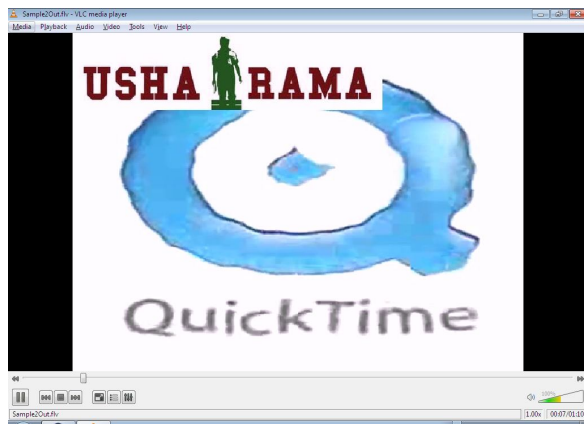 Sample2Out.flv - VLC media player
Media Playback Audio Video Tools View Help
USHA RAMA
QuickTime
100%
Sample2Out.flv 1.00x 00:07/01:10